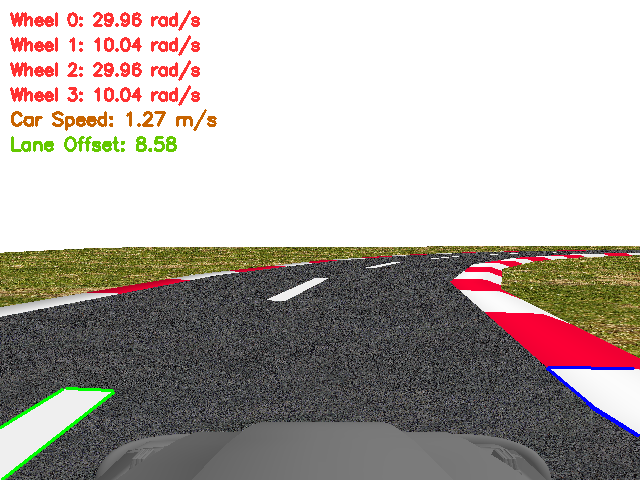 Wheel 0: 29.96 rad/s
Wheel 1: 10.04 rad/s
Wheel 2: 29.96 rad/s
Wheel 3: 10.04 rad/s
Car Speed: 1.27 m/s
Lane Offset: 8.58